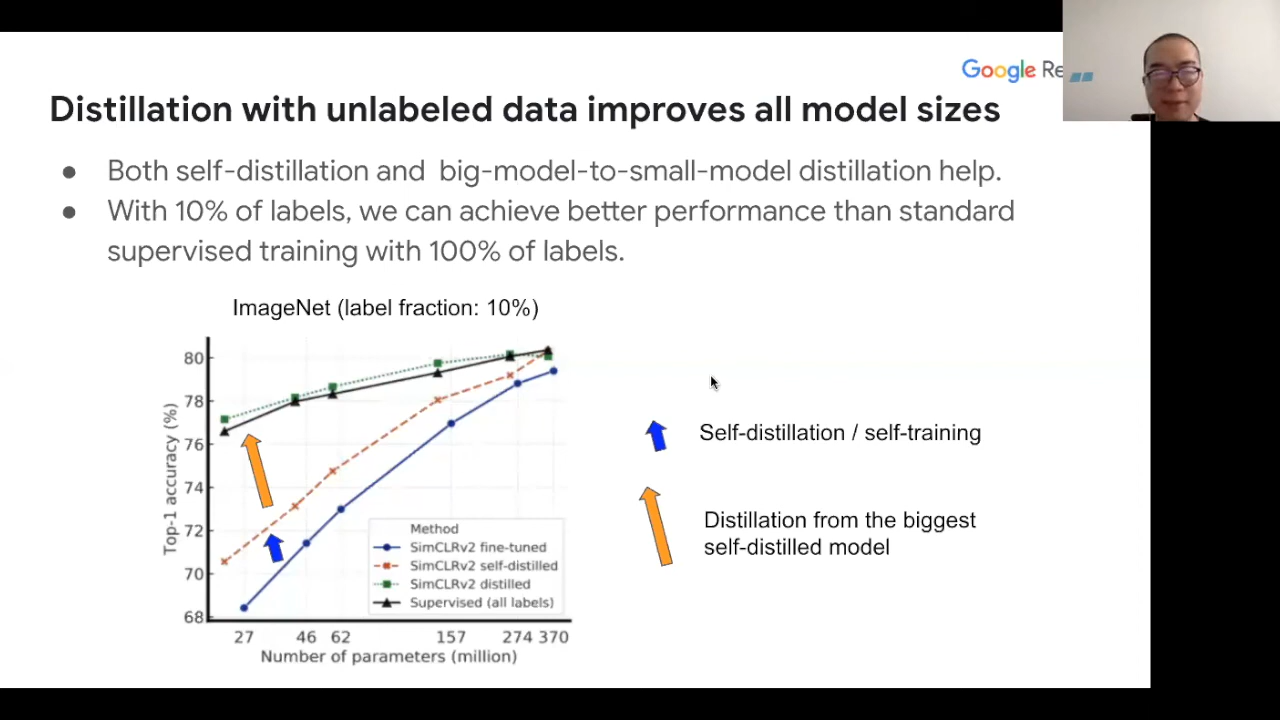 Google Re
Distillation with unlabeled data improves all model sizes
● Both self-distillation and big-model-to-small-model distillation help.
● With 10% of labels, we can achieve better performance than standard
supervised training with 100% of labels.
ImageNet (label fraction: 10%)
80
78
76
74
72
70
68
Top-1 accuracy (%)
Method
SimCLRv2 fine-tuned
SimCLRv2 self-distilled
SimCLRv2 distilled
Supervised (all labels)
27 46 62 157 274 370
Number of parameters (million)
Self-distillation / self-training
Distillation from the biggest
self-distilled model